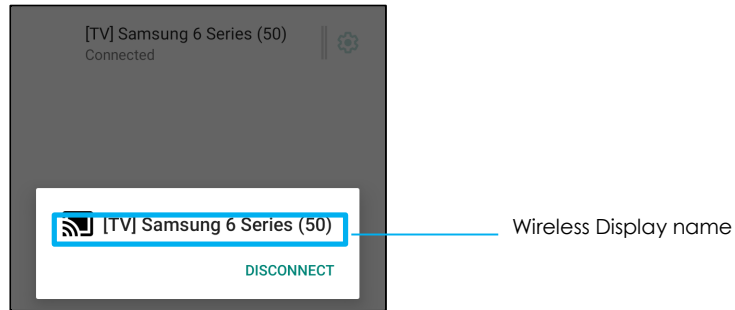 [TV] Samsung 6 Series (50)
Connected
[TV] Samsung 6 Series (50)
Wireless Display name
DISCONNECT